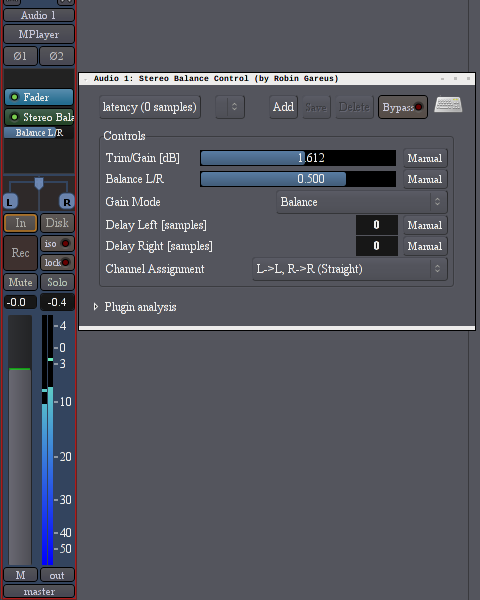 Audio 1
MPlayer
Ø1 Ø2
Fader
Stereo Bala
Balance L/R
L R
In Disk
Rec
iso
lock
Mute Solo
-0.0 -0.4
4
0
3
10
20
30
40
50
M out
master
Audio 1: Stereo Balance Control (by Robin Gareus)
latency (0 samples) Add Save Delete Bypass
Controls
Trim/Gain [dB] 1.612 Manual
Balance L/R 0.500 Manual
Gain Mode Balance
Delay Left [samples] 0 Manual
Delay Right [samples] 0 Manual
Channel Assignment L->L, R->R (Straight)
Plugin analysis